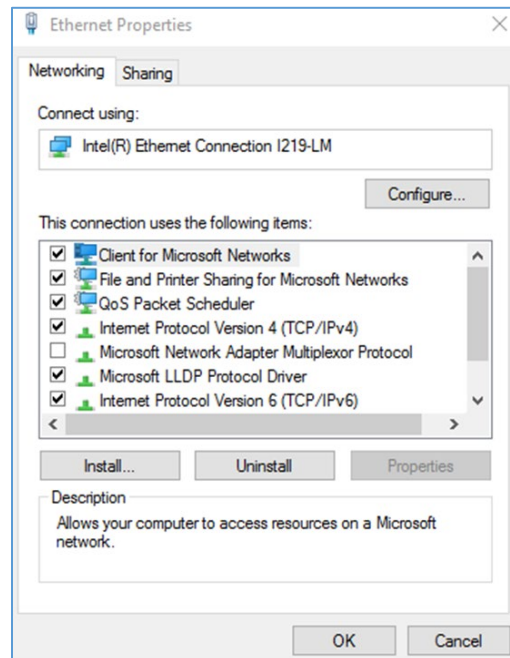 Ethernet Properties
Networking
Sharing
Connect using:
Intel(R) Ethernet Connection I219-LM
Configure...
This connection uses the following items:
Client for Microsoft Networks
File and Printer Sharing for Microsoft Networks
QoS Packet Scheduler
Internet Protocol Version 4 (TCP/IPv4)
Microsoft Network Adapter Multiplexor Protocol
Microsoft LLDP Protocol Driver
Internet Protocol Version 6 (TCP/IPv6)
Install...
Uninstall
Properties
Description
Allows your computer to access resources on a Microsoft
network.
OK
Cancel